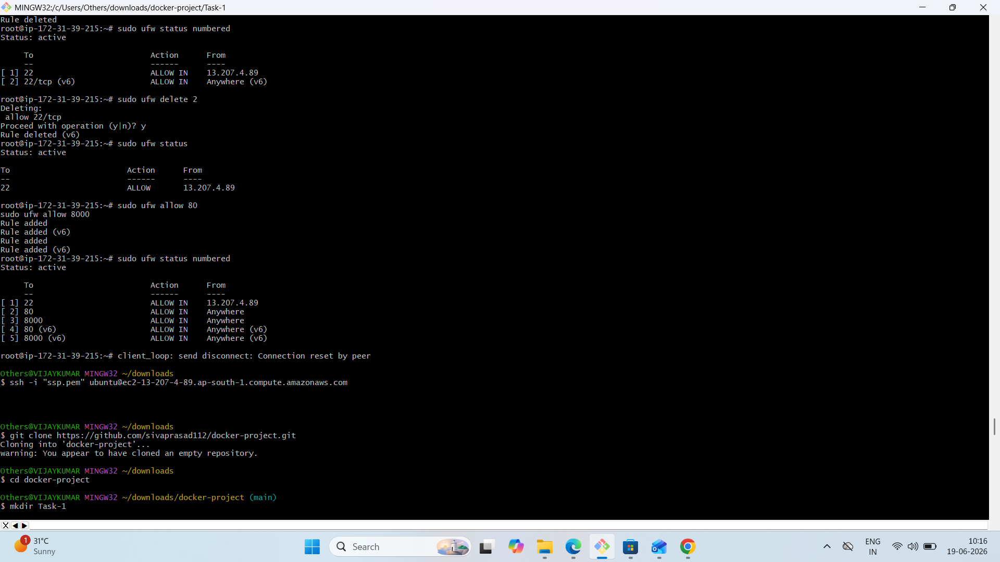 MINGW32:/c/Users/Others/downloads/docker-project/Task-1
Rule deleted
root@ip-172-31-39-215:~# sudo ufw status numbered
Status: active
     To                         Action      From
     --                         ------      ----
[ 1] 22                         ALLOW IN    13.207.4.89
[ 2] 22/tcp (v6)                ALLOW IN    Anywhere (v6)
root@ip-172-31-39-215:~# sudo ufw delete 2
Deleting:
 allow 22/tcp
Proceed with operation (y|n)? y
Rule deleted (v6)
root@ip-172-31-39-215:~# sudo ufw status
Status: active
To                         Action      From
--                         ------      ----
22                         ALLOW       13.207.4.89
root@ip-172-31-39-215:~# sudo ufw allow 80
sudo ufw allow 8000
Rule added
Rule added (v6)
Rule added
Rule added (v6)
root@ip-172-31-39-215:~# sudo ufw status numbered
Status: active
     To                         Action      From
     --                         ------      ----
[ 1] 22                         ALLOW IN    13.207.4.89
[ 2] 80                         ALLOW IN    Anywhere
[ 3] 8000                       ALLOW IN    Anywhere
[ 4] 80 (v6)                    ALLOW IN    Anywhere (v6)
[ 5] 8000 (v6)                  ALLOW IN    Anywhere (v6)
root@ip-172-31-39-215:~# client_loop: send disconnect: Connection reset by peer
Others@VIJAYKUMAR MINGW32 ~/downloads
$ ssh -i "ssp.pem" ubuntu@ec2-13-207-4-89.ap-south-1.compute.amazonaws.com
Others@VIJAYKUMAR MINGW32 ~/downloads
$ git clone https://github.com/sivaprasad112/docker-project.git
Cloning into 'docker-project'...
warning: You appear to have cloned an empty repository.
Others@VIJAYKUMAR MINGW32 ~/downloads
$ cd docker-project
Others@VIJAYKUMAR MINGW32 ~/downloads/docker-project (main)
$ mkdir Task-1
1
31°C
Sunny
Search
ENG
IN
10:16
19-06-2026